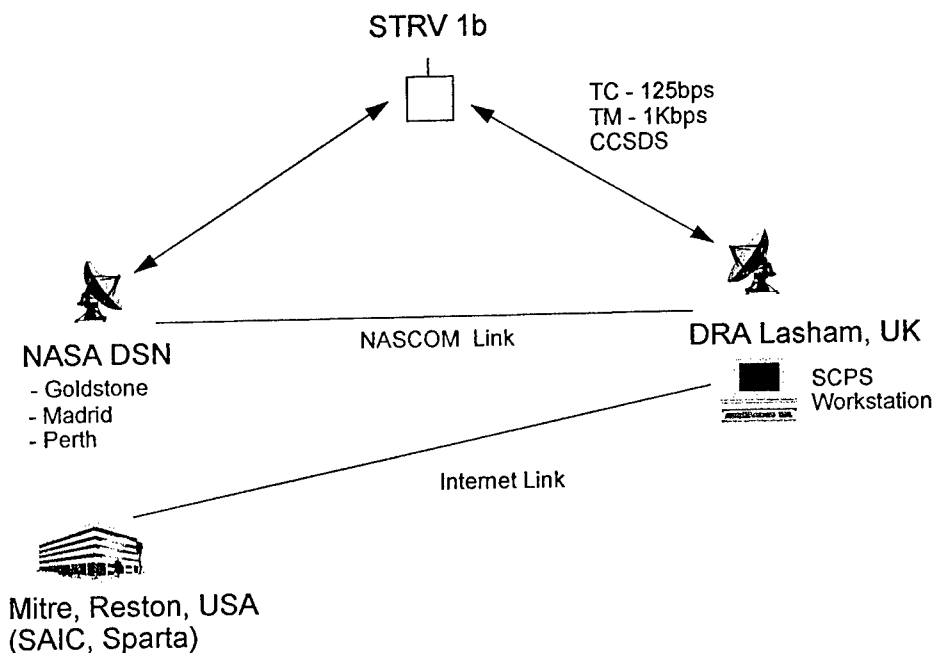 STRV 1b
TC - 125bps
TM - 1Kbps
CCSDS
NASCOM Link
NASA DSN
- Goldstone
- Madrid
- Perth
DRA Lasham, UK
SCPS
Workstation
Internet Link
Mitre, Reston, USA
(SAIC, Sparta)